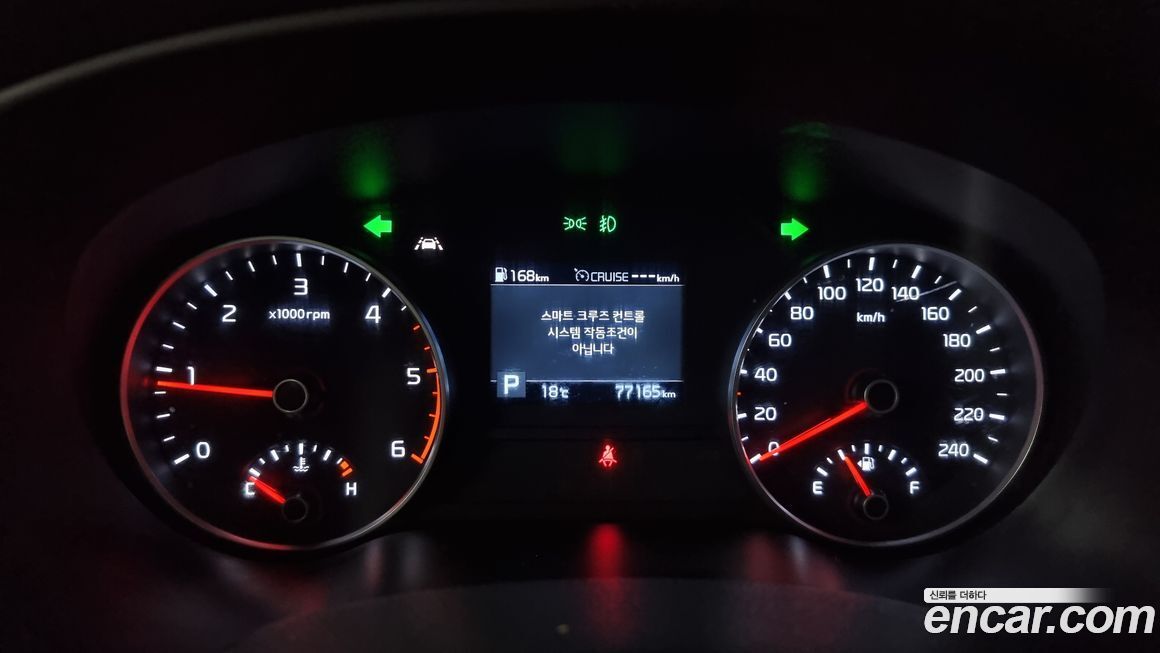 168km CRUISE ---km/h
스마트 크루즈 컨트롤
시스템 작동조건이
아닙니다
P 18℃ 77165km
0 1 2 3 4 5 6
x1000rpm
C H
0 20 40 60 80 100 120 140 160 180 200 220 240
km/h
E F
신뢰를 더하다
encar.com